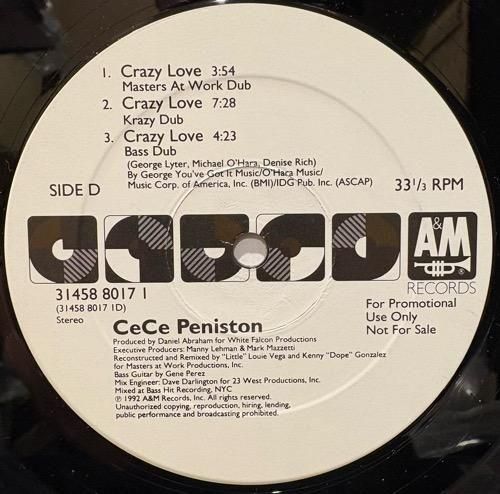 1. Crazy Love 3:54
Masters At Work Dub
2. Crazy Love 7:28
Krazy Dub
3. Crazy Love 4:23
Bass Dub
(George Lyter, Michael O'Hara, Denise Rich)
By George You've Got It Music/O'Hara Music/
Music Corp. of America, Inc. (BMI)/IDG Pub. Inc. (ASCAP)
SIDE D
33 1/3 RPM
A&M
®
RECORDS
31458 8017 1
(31458 8017 1D)
Stereo
For Promotional
Use Only
Not For Sale
CeCe Peniston
Produced by Daniel Abraham for White Falcon Productions
Executive Producers: Manny Lehman & Mark Mazzetti
Reconstructed and Remixed by "Little" Louie Vega and Kenny "Dope" Gonzalez
for Masters at Work Productions, Inc.
Bass Guitar by Gene Perez
Mix Engineer: Dave Darlington for 23 West Productions, Inc.
Mixed at Bass Hit Recording, NYC
℗ 1992 A&M Records, Inc. All rights reserved.
Unauthorized copying, reproduction, hiring, lending,
public performance and broadcasting prohibited.